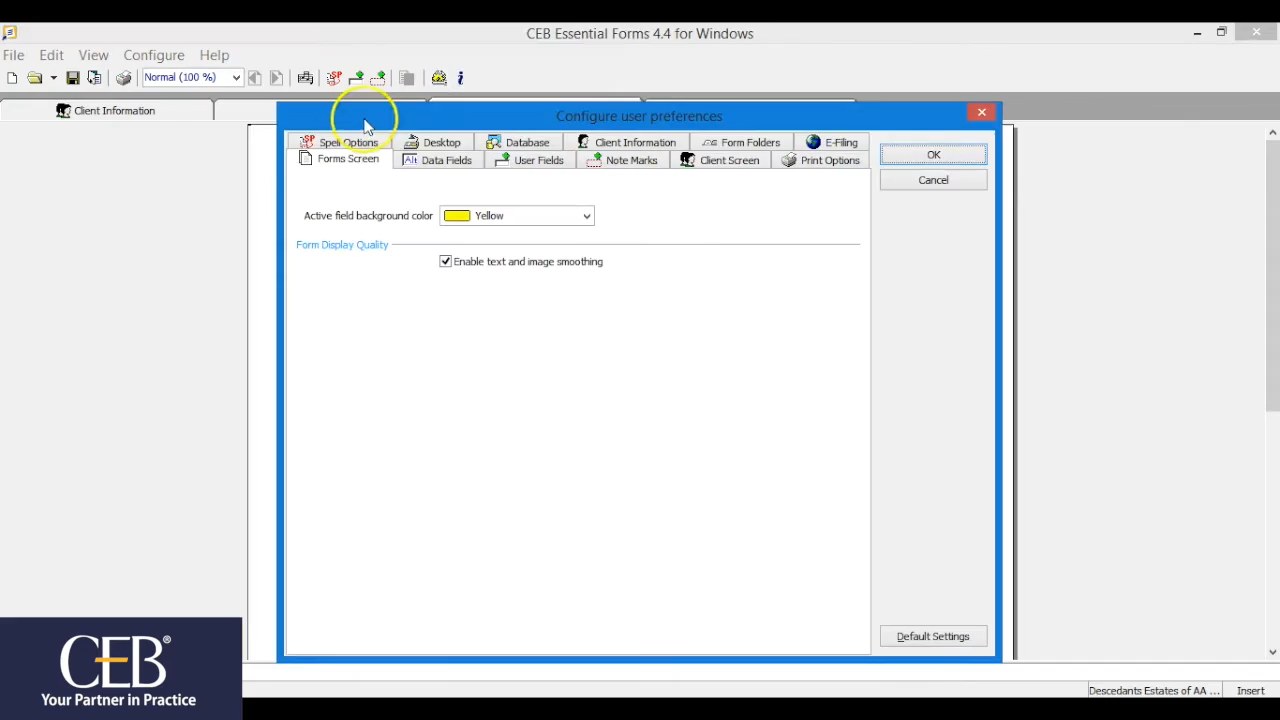 CEB Essential Forms 4.4 for Windows
File Edit View Configure Help
Normal (100 %)
Client Information
Configure user preferences
Spell Options Desktop Database Client Information Form Folders E-Filing
Forms Screen Data Fields User Fields Note Marks Client Screen Print Options
OK
Cancel
Active field background color Yellow
Form Display Quality
Enable text and image smoothing
Default Settings
CEB®
Your Partner in Practice
Descedants Estates of AA ... Insert